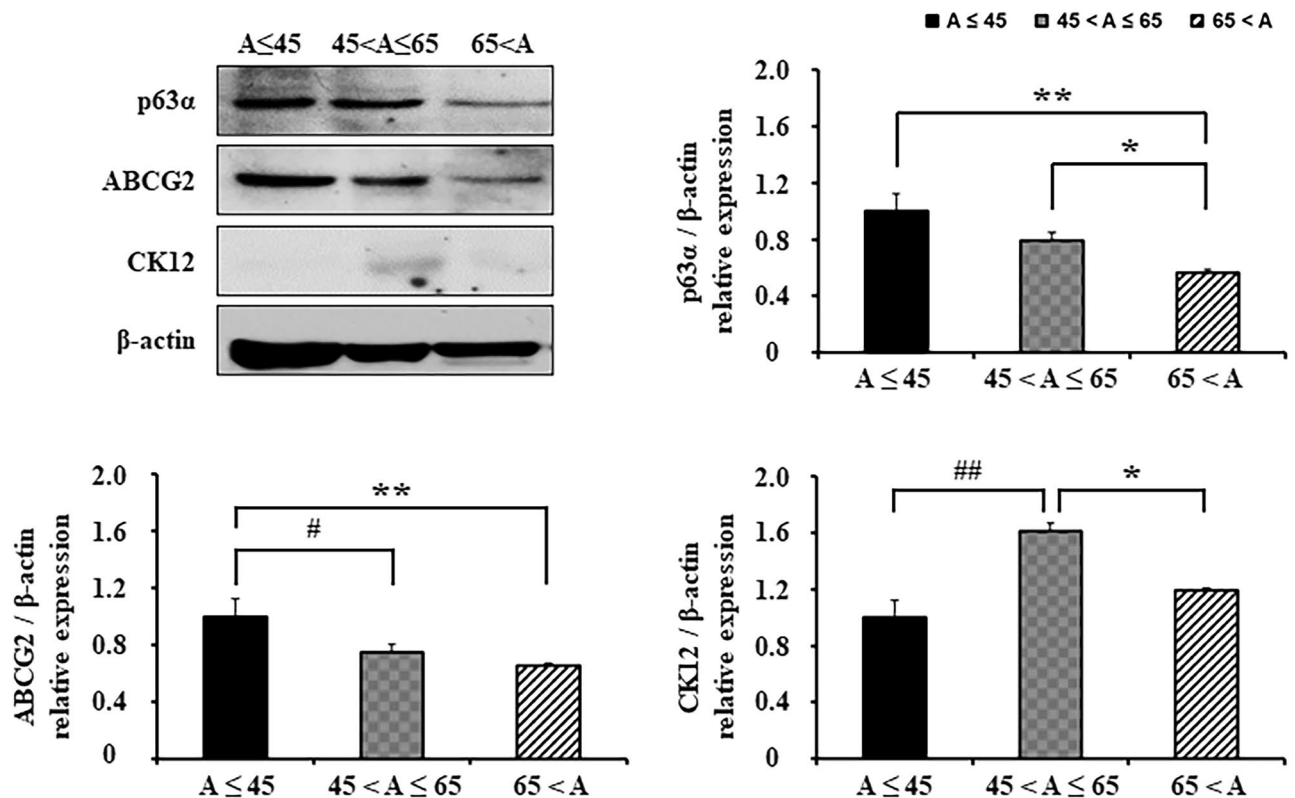 A≤45 45<A≤65 65<A
p63α
ABCG2
CK12
β-actin
A ≤ 45 45 < A ≤ 65 65 < A
p63α / β-actin
relative expression
2.0
1.6
1.2
0.8
0.4
0
**
*
A ≤ 45 45 < A ≤ 65 65 < A
ABCG2 / β-actin
relative expression
2.0
1.6
1.2
0.8
0.4
0
**
#
A ≤ 45 45 < A ≤ 65 65 < A
CK12 / β-actin
relative expression
2.0
1.6
1.2
0.8
0.4
0
## *
A ≤ 45 45 < A ≤ 65 65 < A